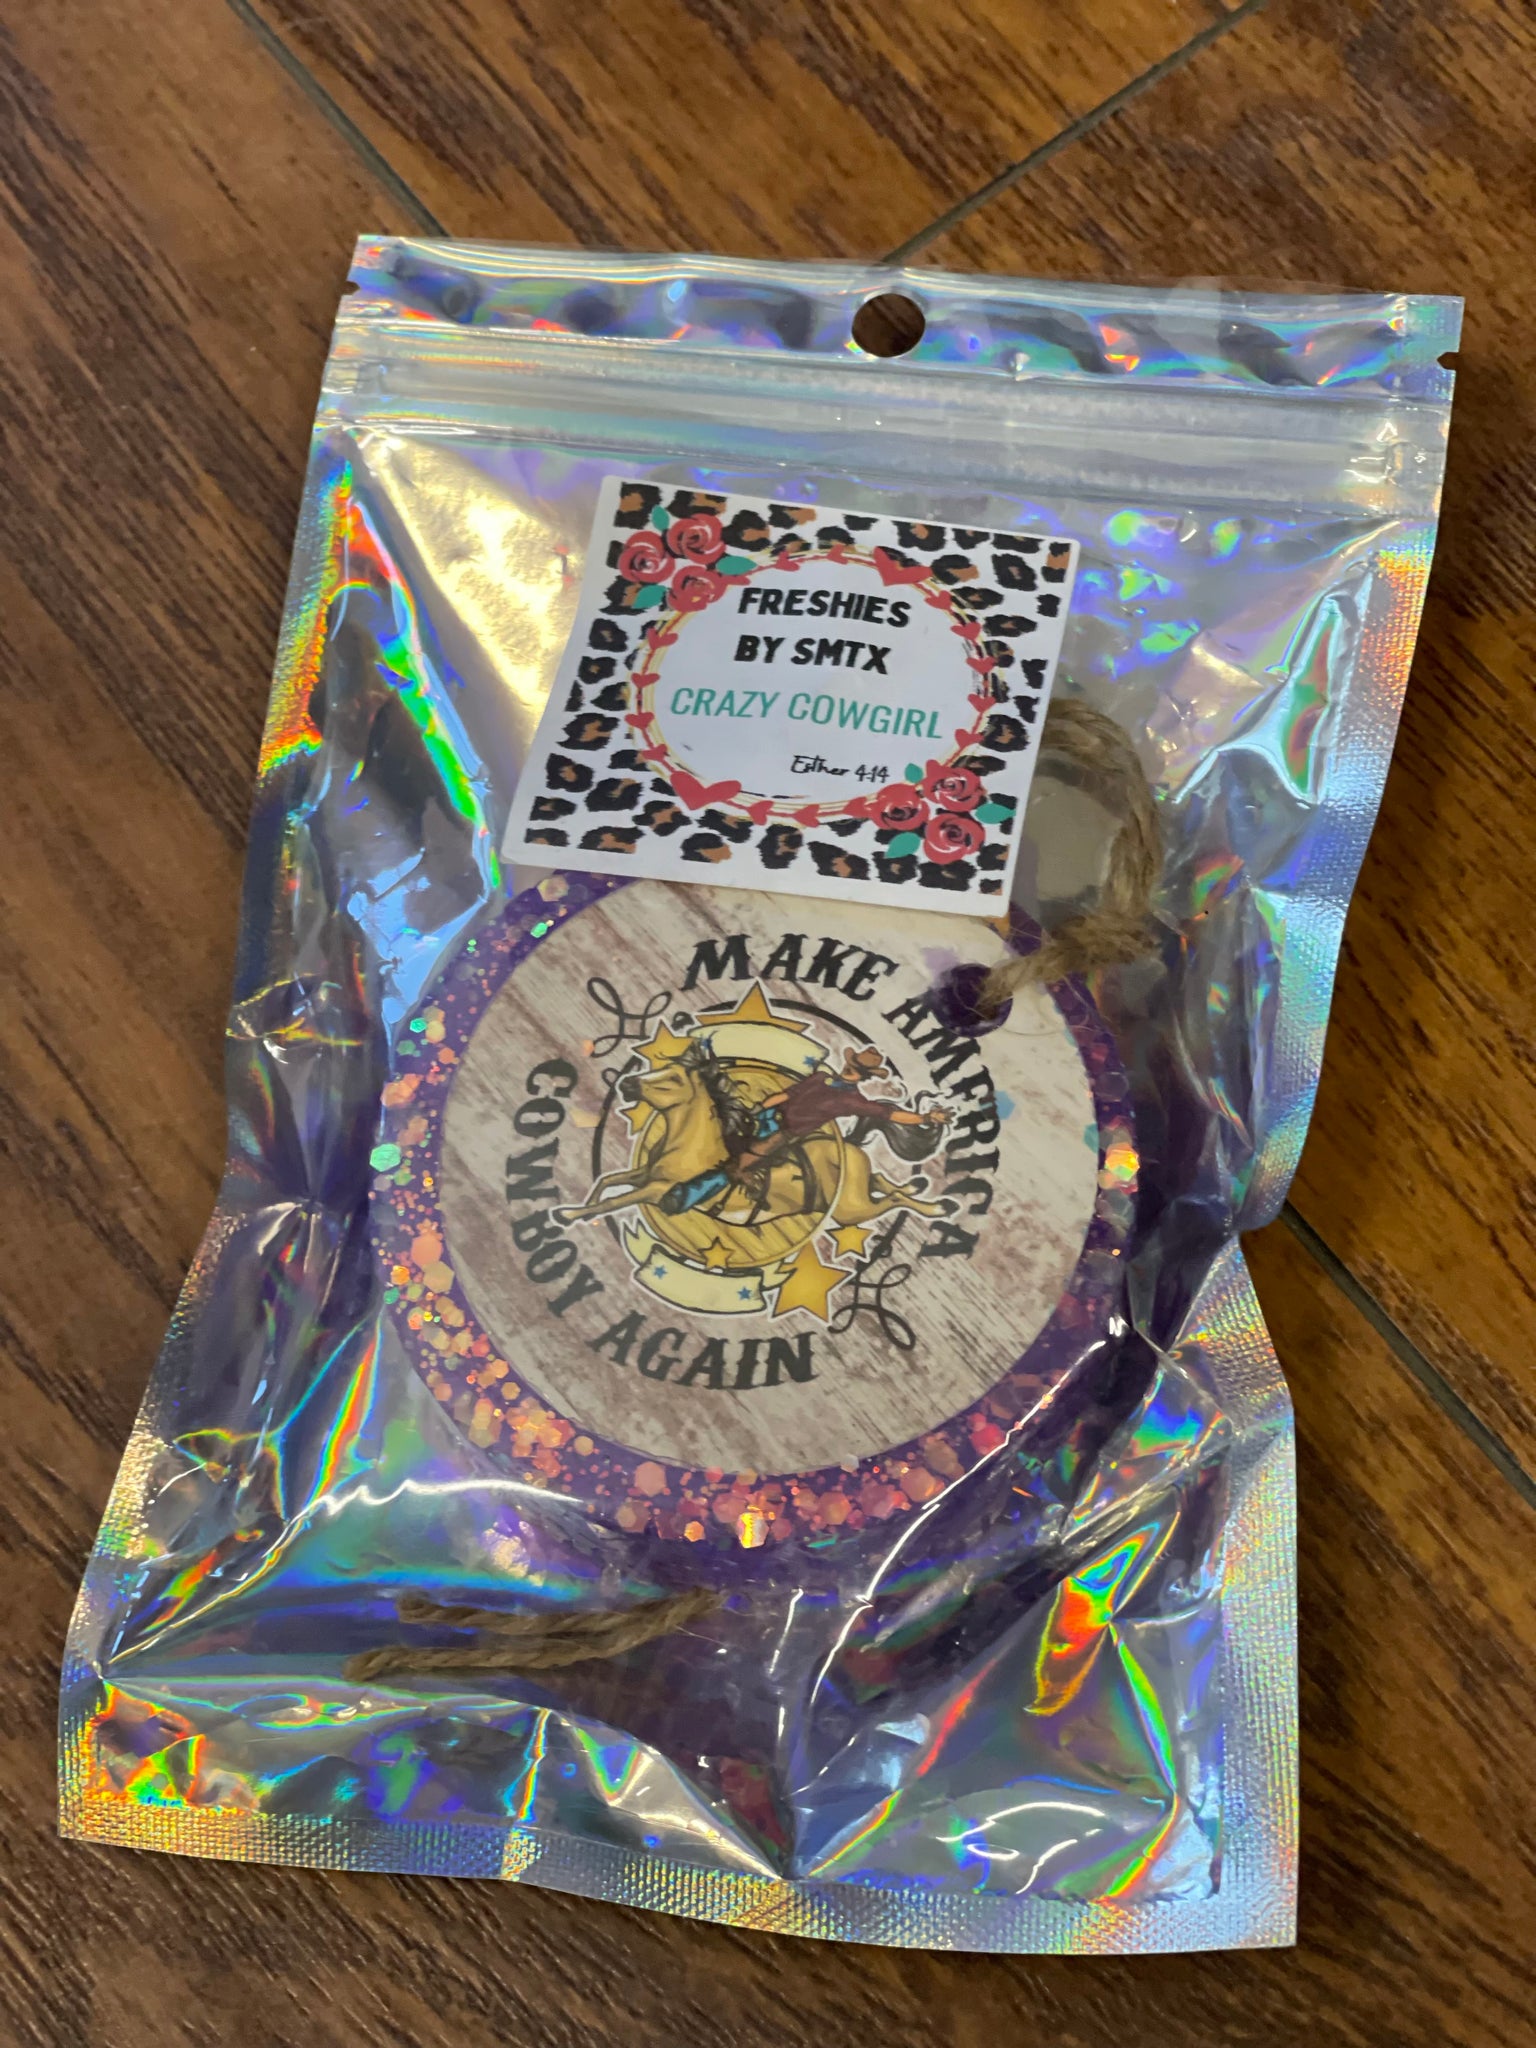 FRESHIES
BY SMTX
CRAZY COWGIRL
Esther 4:14
MAKE AMERICA
COWBOY AGAIN